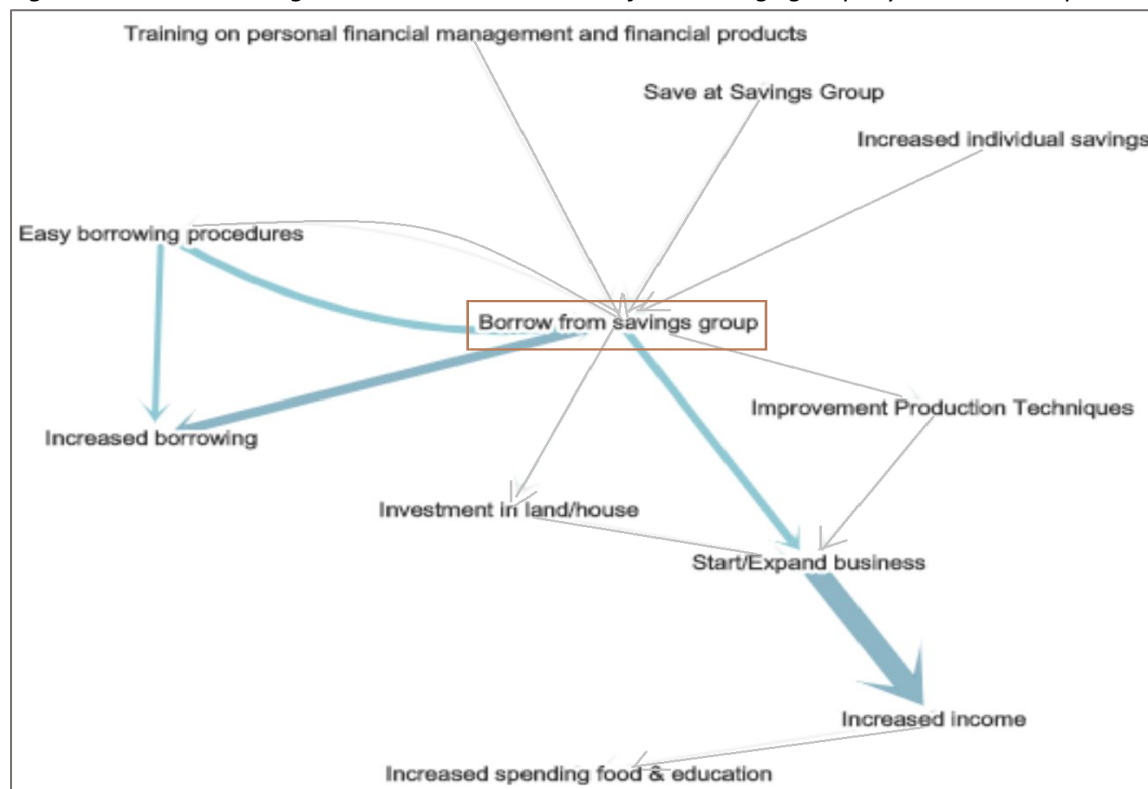 Training on personal financial management and financial products
Save at Savings Group
Increased individual savings
Easy borrowing procedures
Borrow from savings group
Improvement Production Techniques
Increased borrowing
Investment in land/house
Start/Expand business
Increased income
Increased spending food & education